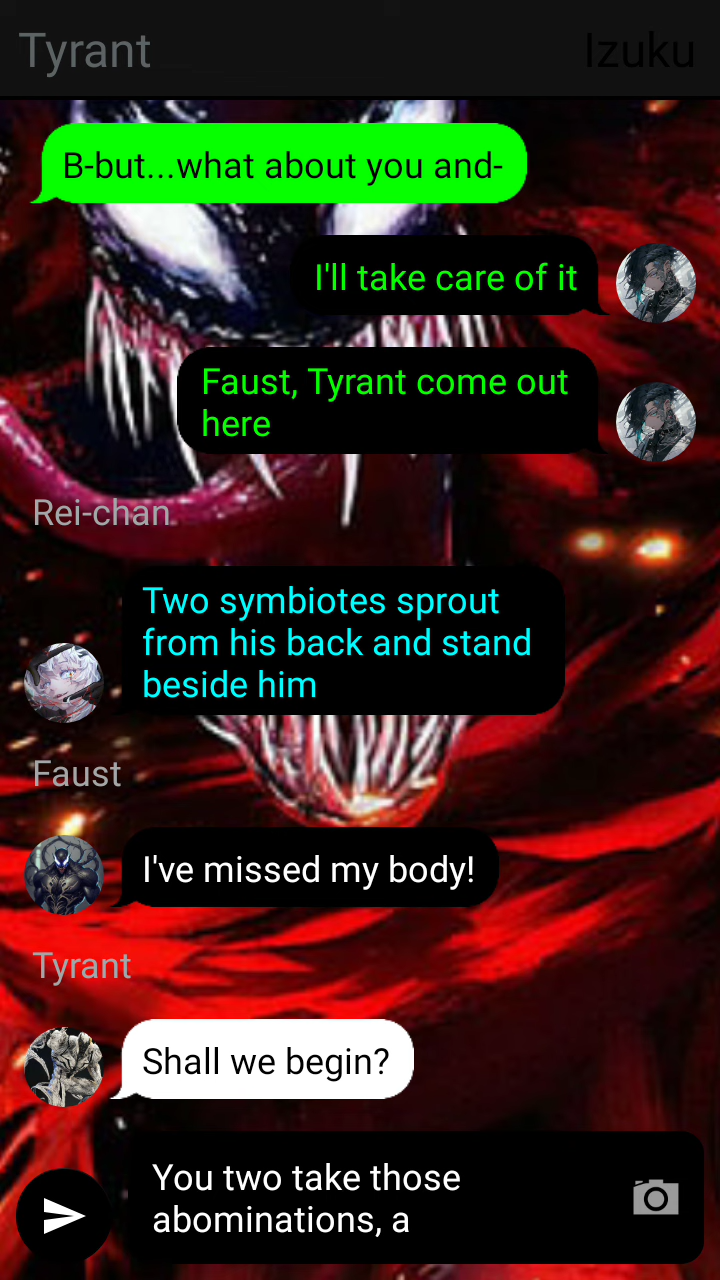 Tyrant
Izuku
B-but...what about you and-
I'll take care of it
Faust, Tyrant come out
here
Rei-chan
Two symbiotes sprout
from his back and stand
beside him
Faust
I've missed my body!
Tyrant
Shall we begin?
You two take those
abominations, a